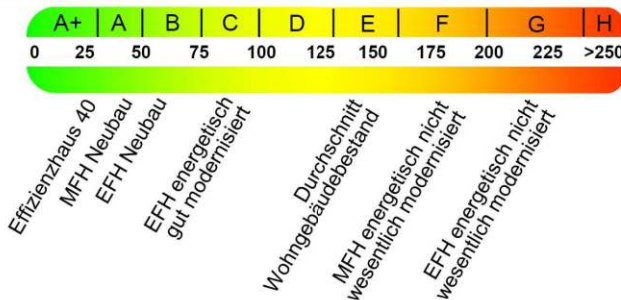 A+ A B C D E F G H
0 25 50 75 100 125 150 175 200 225 >250
Effizienzhaus 40
MFH Neubau
EFH Neubau
EFH energetisch
gut modernisiert
Durchschnitt
Wohngebäudebestand
MFH energetisch nicht
wesentlich modernisiert
EFH energetisch nicht
wesentlich modernisiert